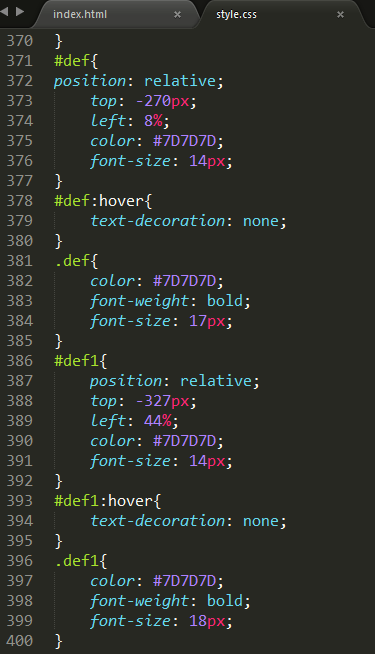 index.html × style.css ×
370 }
371 #def{
372 position: relative;
373     top: -270px;
374     left: 8%;
375     color: #7D7D7D;
376     font-size: 14px;
377 }
378 #def:hover{
379     text-decoration: none;
380 }
381 .def{
382     color: #7D7D7D;
383     font-weight: bold;
384     font-size: 17px;
385 }
386 #def1{
387     position: relative;
388     top: -327px;
389     left: 44%;
390     color: #7D7D7D;
391     font-size: 14px;
392 }
393 #def1:hover{
394     text-decoration: none;
395 }
396 .def1{
397     color: #7D7D7D;
398     font-weight: bold;
399     font-size: 18px;
400 }